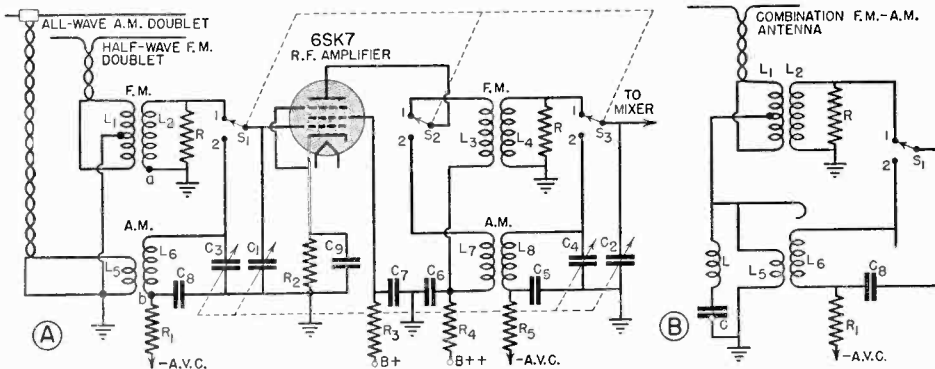 ALL-WAVE A.M. DOUBLET
HALF-WAVE F.M.
DOUBLET
6SK7
R.F. AMPLIFIER
COMBINATION F.M.-A.M.
ANTENNA
F.M.
L1
L2
R
1
2
S1
a
S2
1
2
F.M.
L3
L4
R
1
2
S3
TO
MIXER
L1
L2
R
1
2
S1
A.M.
L5
L6
C3
C1
C8
b
R1
-A.V.C.
R2
C9
C7
C6
R3
B+
R4
B++
A.M.
L7
L8
C5
C4
C2
R5
-A.V.C.
A
L
C
L5
L6
C8
R1
-A.V.C.
B